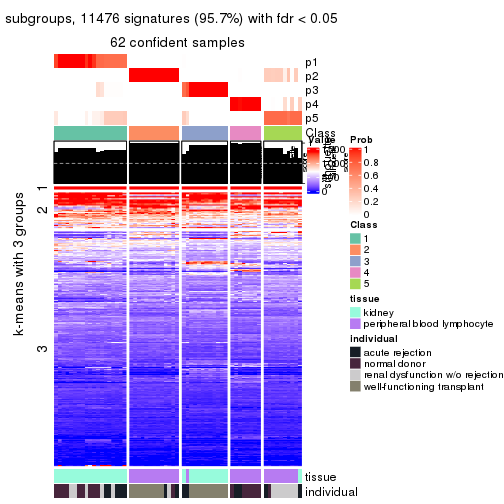 subgroups, 11476 signatures (95.7%) with fdr < 0.05
62 confident samples
p1
p2
p3
p4
p5
Class
1
2
3
k-means with 3 groups
tissue
individual
Value
Prob
1
0.8
0.6
0.4
0.2
0
Class
1
2
3
4
5
tissue
kidney
peripheral blood lymphocyte
individual
acute rejection
normal donor
renal dysfunction w/o rejection
well-functioning transplant